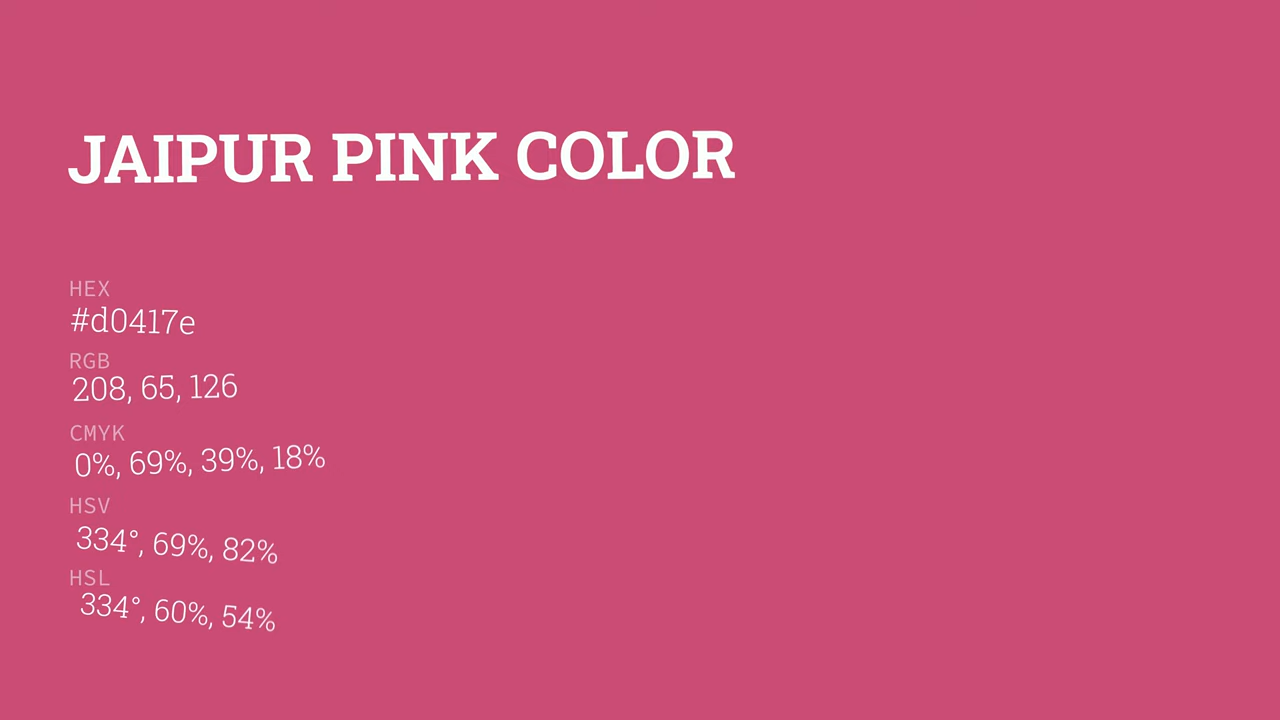 JAIPUR PINK COLOR
HEX
#d0417e
RGB
208, 65, 126
CMYK
0%, 69%, 39%, 18%
HSV
334°, 69%, 82%
HSL
334°, 60%, 54%